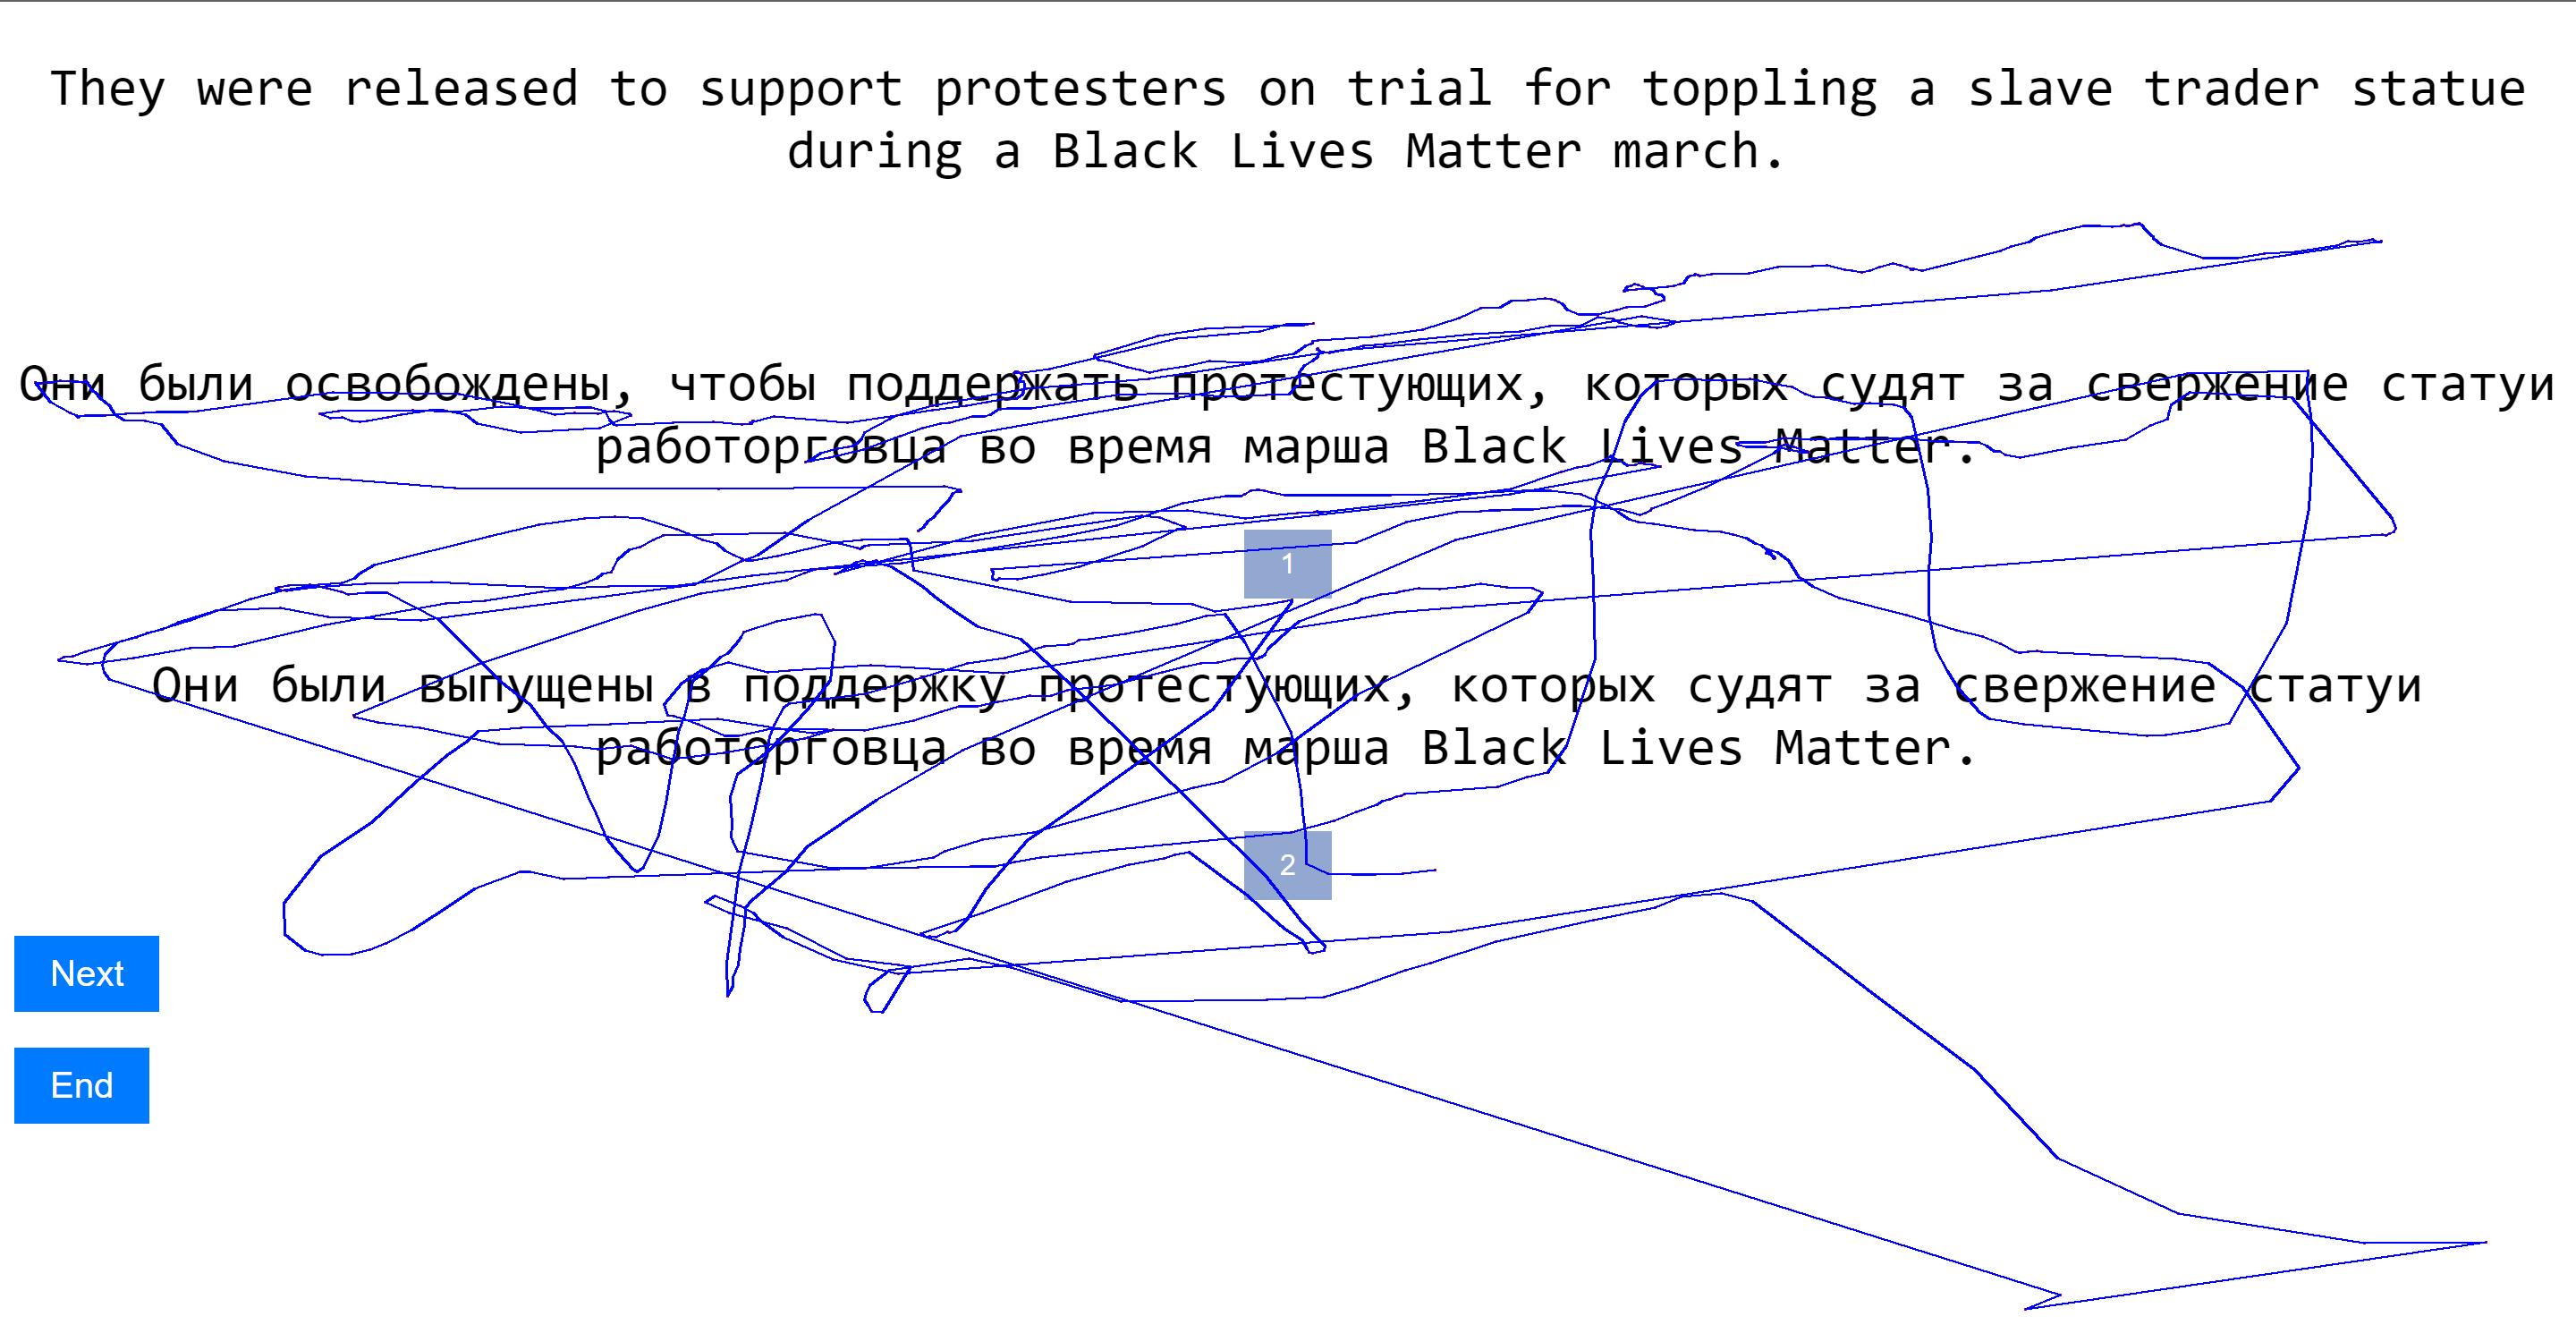 They were released to support protesters on trial for toppling a slave trader statue
during a Black Lives Matter march.
Они были освобождены, чтобы поддержать протестующих, которых судят за свержение статуи
работорговца во время марша Black Lives Matter.
1
Они были выпущены в поддержку протестующих, которых судят за свержение статуи
работорговца во время марша Black Lives Matter.
2
Next
End